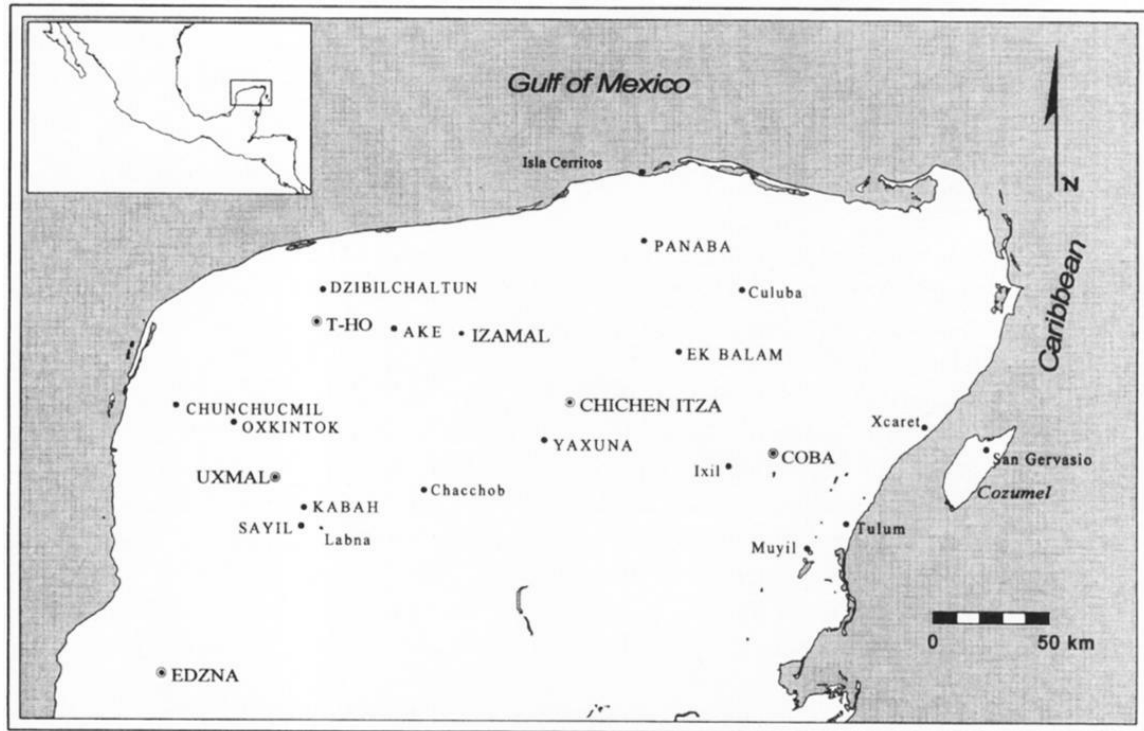 Gulf of Mexico
Isla Cerritos
N
PANABA
Caribbean
DZIBILCHALTUN
Culuba
T-HO
AKE
IZAMAL
EK BALAM
CHUNCHUCMIL
OXKINTOK
CHICHEN ITZA
Xcaret
YAXUNA
COBA
San Gervasio
Ixil
UXMAL
Chacchob
Cozumel
KABAH
SAYIL
Labna
Tulum
Muyil
0 50 km
EDZNA